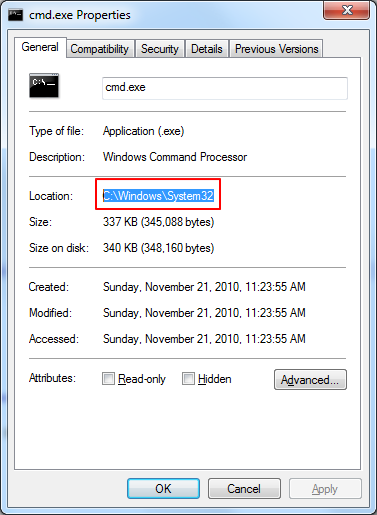 cmd.exe Properties
General Compatibility Security Details Previous Versions
C:\_
cmd.exe
Type of file: Application (.exe)
Description: Windows Command Processor
Location: C:\Windows\System32
Size: 337 KB (345,088 bytes)
Size on disk: 340 KB (348,160 bytes)
Created: Sunday, November 21, 2010, 11:23:55 AM
Modified: Sunday, November 21, 2010, 11:23:55 AM
Accessed: Sunday, November 21, 2010, 11:23:55 AM
Attributes: Read-only Hidden Advanced...
OK Cancel Apply